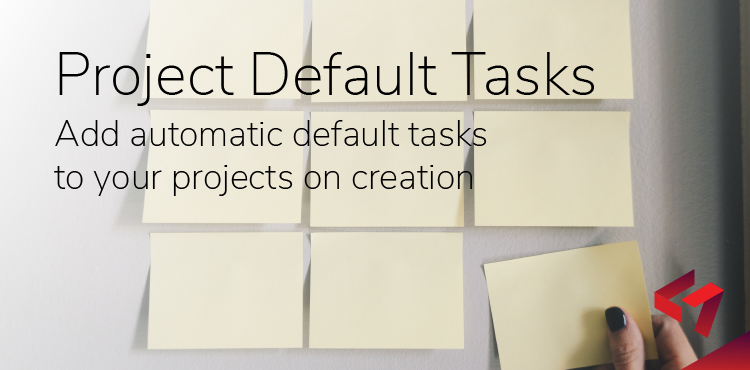 Project Default Tasks
Add automatic default tasks
to your projects on creation